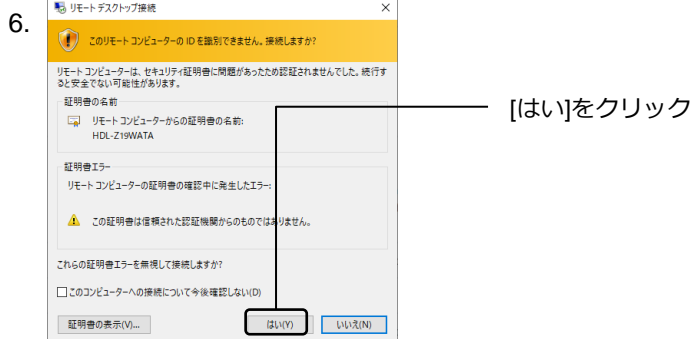 6.
リモート デスクトップ接続
このリモート コンピューターの ID を識別できません。接続しますか?
リモート コンピューターは、セキュリティ証明書に問題があったため認証されませんでした。続行す
ると安全でない可能性があります。
証明書の名前
リモート コンピューターからの証明書の名前:
HDL-Z19WATA
[はい]をクリック
証明書エラー
リモート コンピューターの証明書の確認中に発生したエラー:
この証明書は信頼された認証機関からのものではありません。
これらの証明書エラーを無視して接続しますか?
このコンピューターへの接続について今後確認しない(D)
証明書の表示(V)...
はい(Y)
いいえ(N)